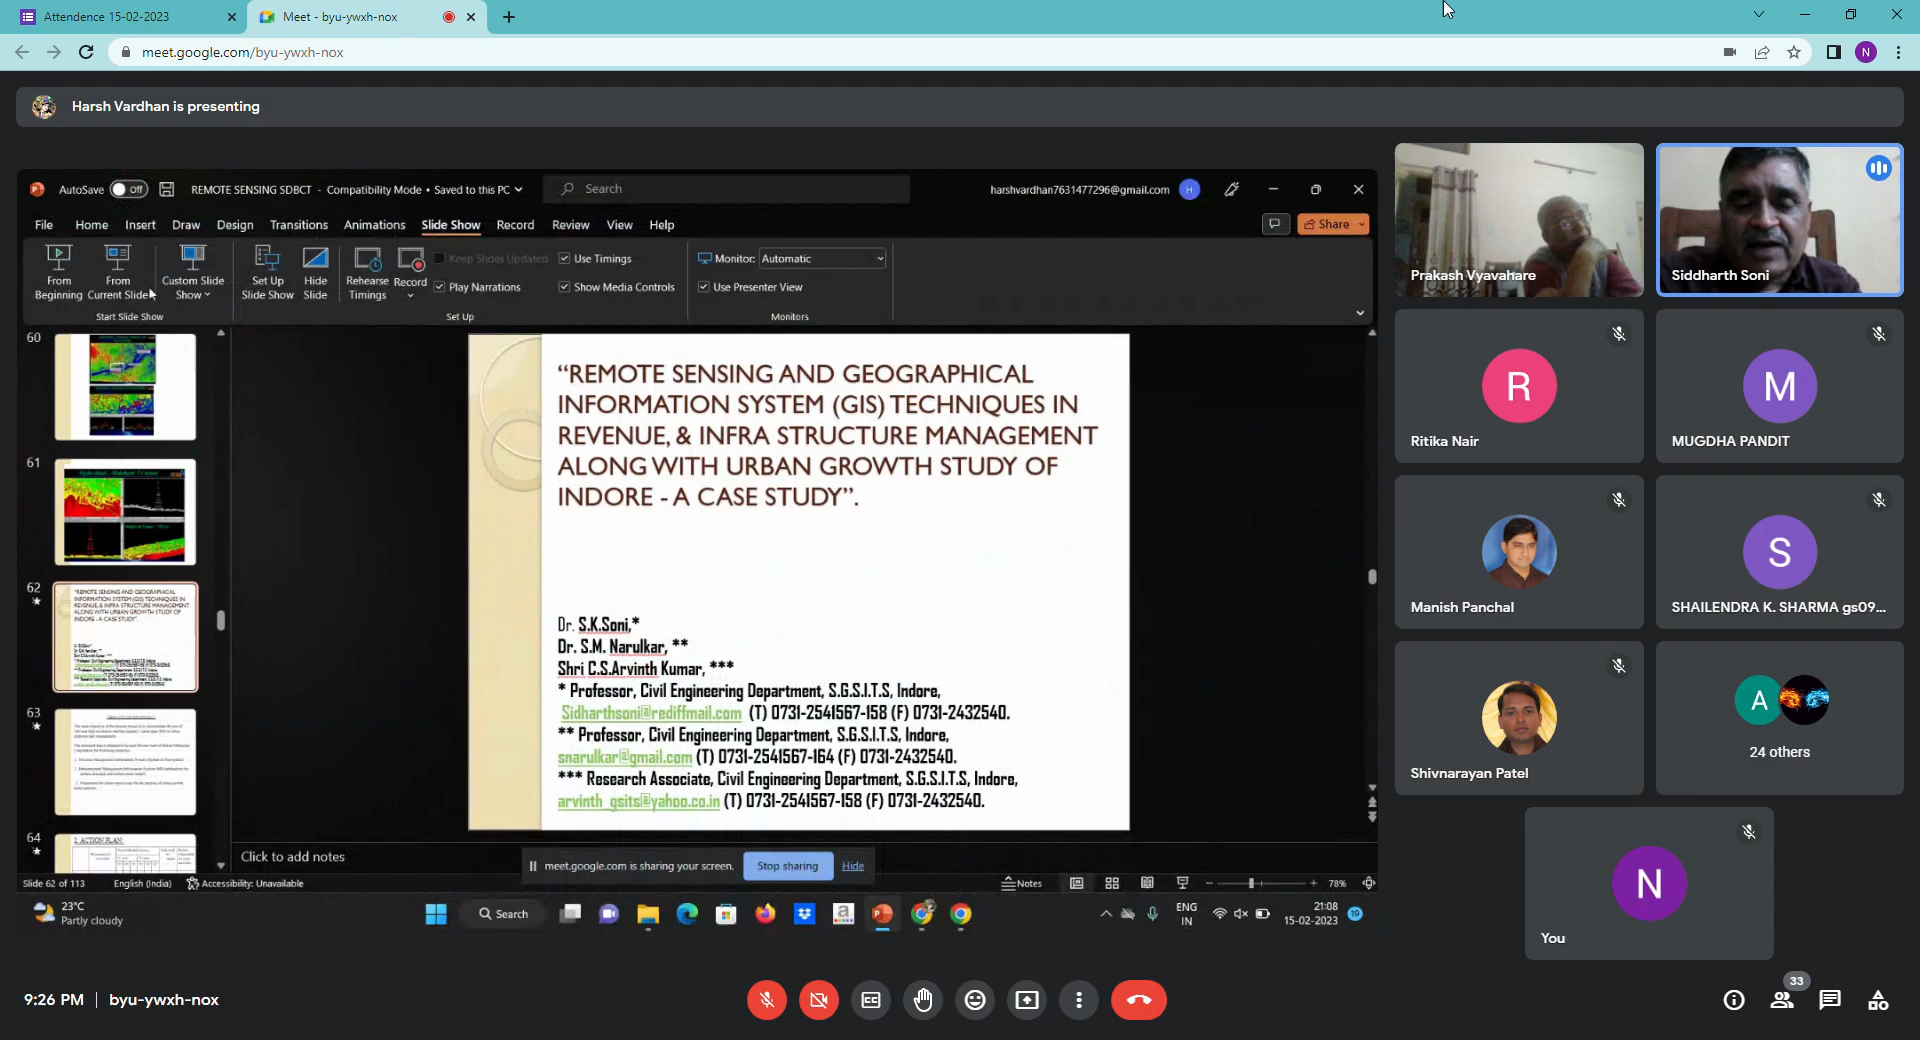 Attendence 15-02-2023
Meet - byu-ywxh-nox
meet.google.com/byu-ywxh-nox
N
Harsh Vardhan is presenting
AutoSave Off REMOTE SENSING SDBCT - Compatibility Mode • Saved to this PC
Search
harshvardhan7631477296@gmail.com H
File Home Insert Draw Design Transitions Animations Slide Show Record Review View Help
Share
From Beginning
From Current Slide
Custom Slide Show
Set Up Slide Show
Hide Slide
Rehearse Timings
Record
Keep Slides Updated
Play Narrations
Use Timings
Show Media Controls
Monitor: Automatic
Use Presenter View
Start Slide Show
Set Up
Monitors
60
61
62
63
64
2. ACTION PLAN:
“REMOTE SENSING AND GEOGRAPHICAL
INFORMATION SYSTEM (GIS) TECHNIQUES IN
REVENUE, & INFRA STRUCTURE MANAGEMENT
ALONG WITH URBAN GROWTH STUDY OF
INDORE - A CASE STUDY”.
Dr. S.K.Soni,*
Dr. S.M. Narulkar, **
Shri C.S.Arvinth Kumar, ***
* Professor, Civil Engineering Department, S.G.S.I.T.S, Indore,
Sidharthsoni@rediffmail.com (T) 0731-2541567-158 (F) 0731-2432540.
** Professor, Civil Engineering Department, S.G.S.I.T.S, Indore,
snarulkar@gmail.com (T) 0731-2541567-164 (F) 0731-2432540.
*** Research Associate, Civil Engineering Department, S.G.S.I.T.S, Indore,
arvinth_gsits@yahoo.co.in (T) 0731-2541567-158 (F) 0731-2432540.
Click to add notes
meet.google.com is sharing your screen. Stop sharing Hide
Slide 62 of 113 English (India) Accessibility: Unavailable
Notes
78%
23°C
Partly cloudy
Search
ENG
IN
21:08
15-02-2023
19
Prakash Vyavahare
Siddharth Soni
R
Ritika Nair
M
MUGDHA PANDIT
Manish Panchal
S
SHAILENDRA K. SHARMA gs09...
Shivnarayan Patel
A
24 others
N
You
9:26 PM | byu-ywxh-nox
33